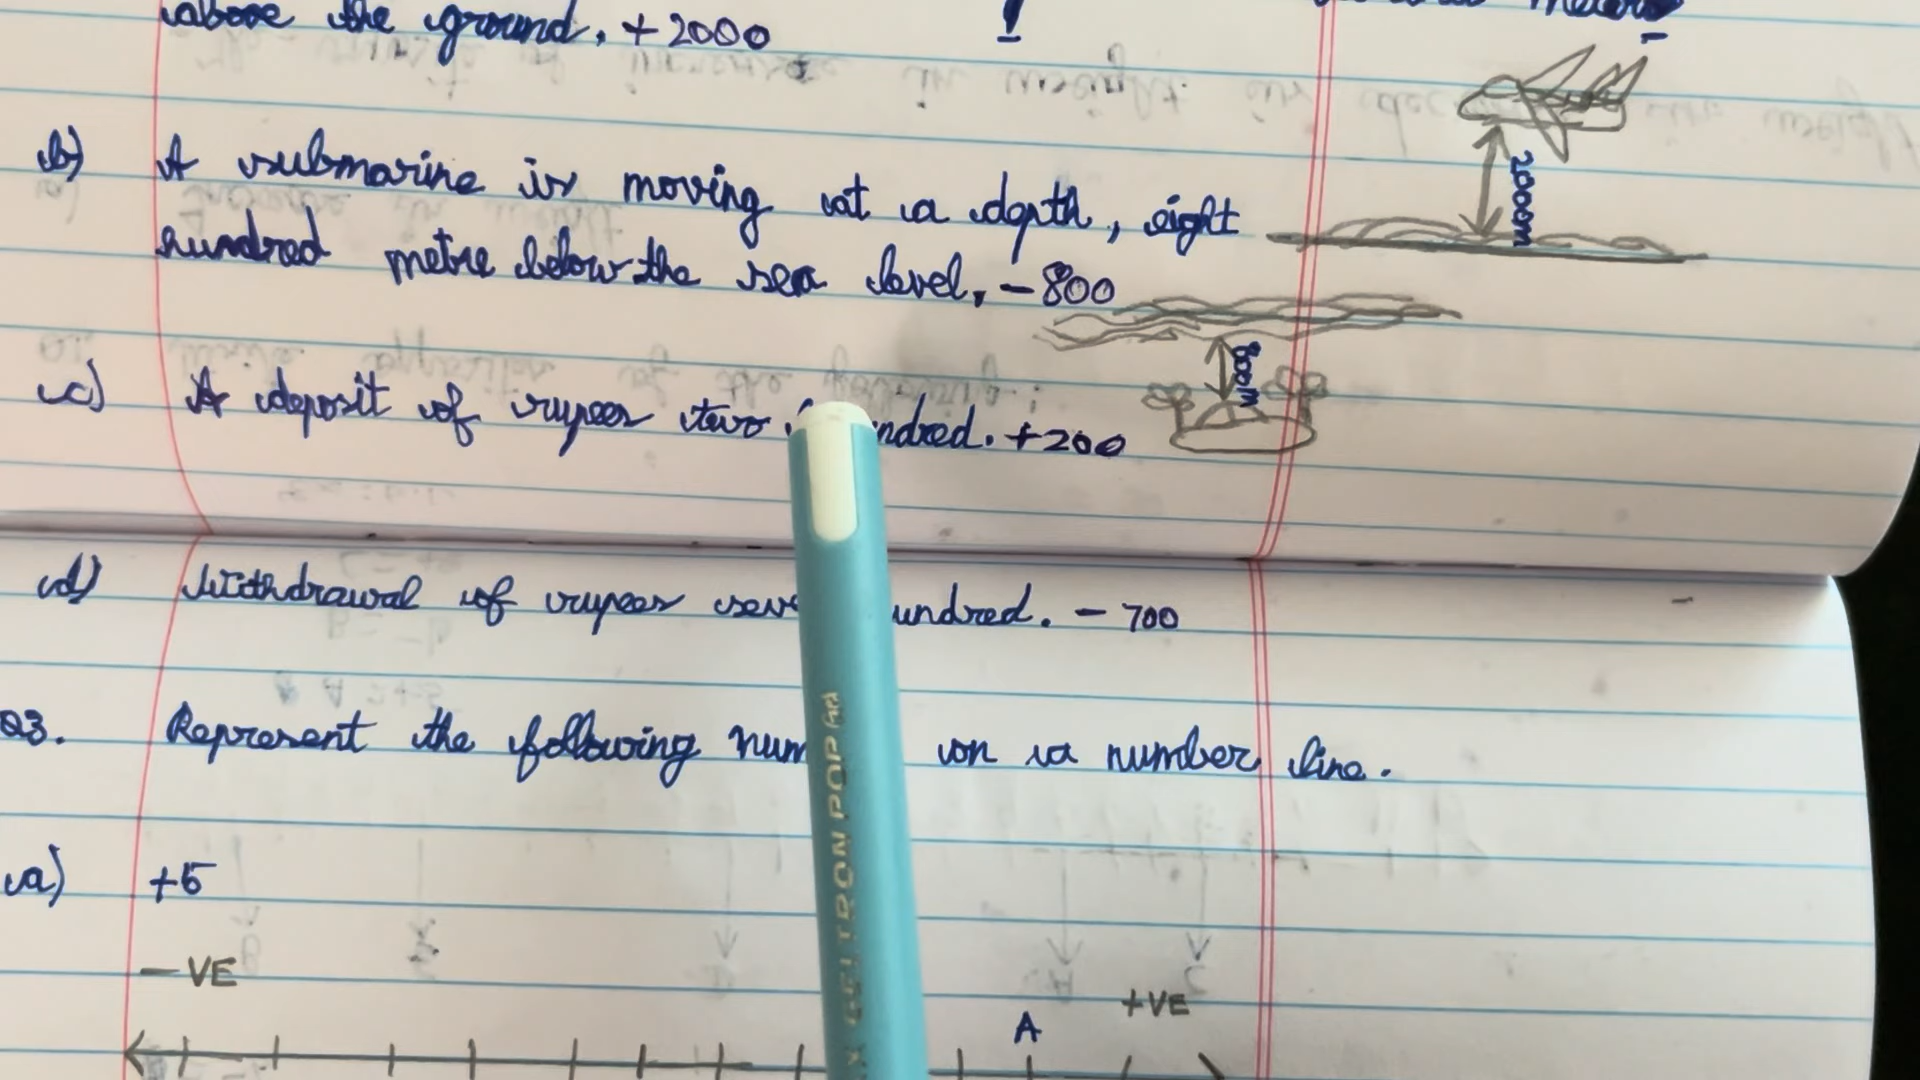 above the ground. +2000
2000M
b) A submarine is moving at a depth, eight
hundred metre below the sea level. -800
800M
c) A deposit of rupees two ndred. +200
d) Withdrawal of rupees undred. - 700
Q3. Represent the following num on a number line.
a) +5
- VE
+VE
A
CELTRON POP Gel